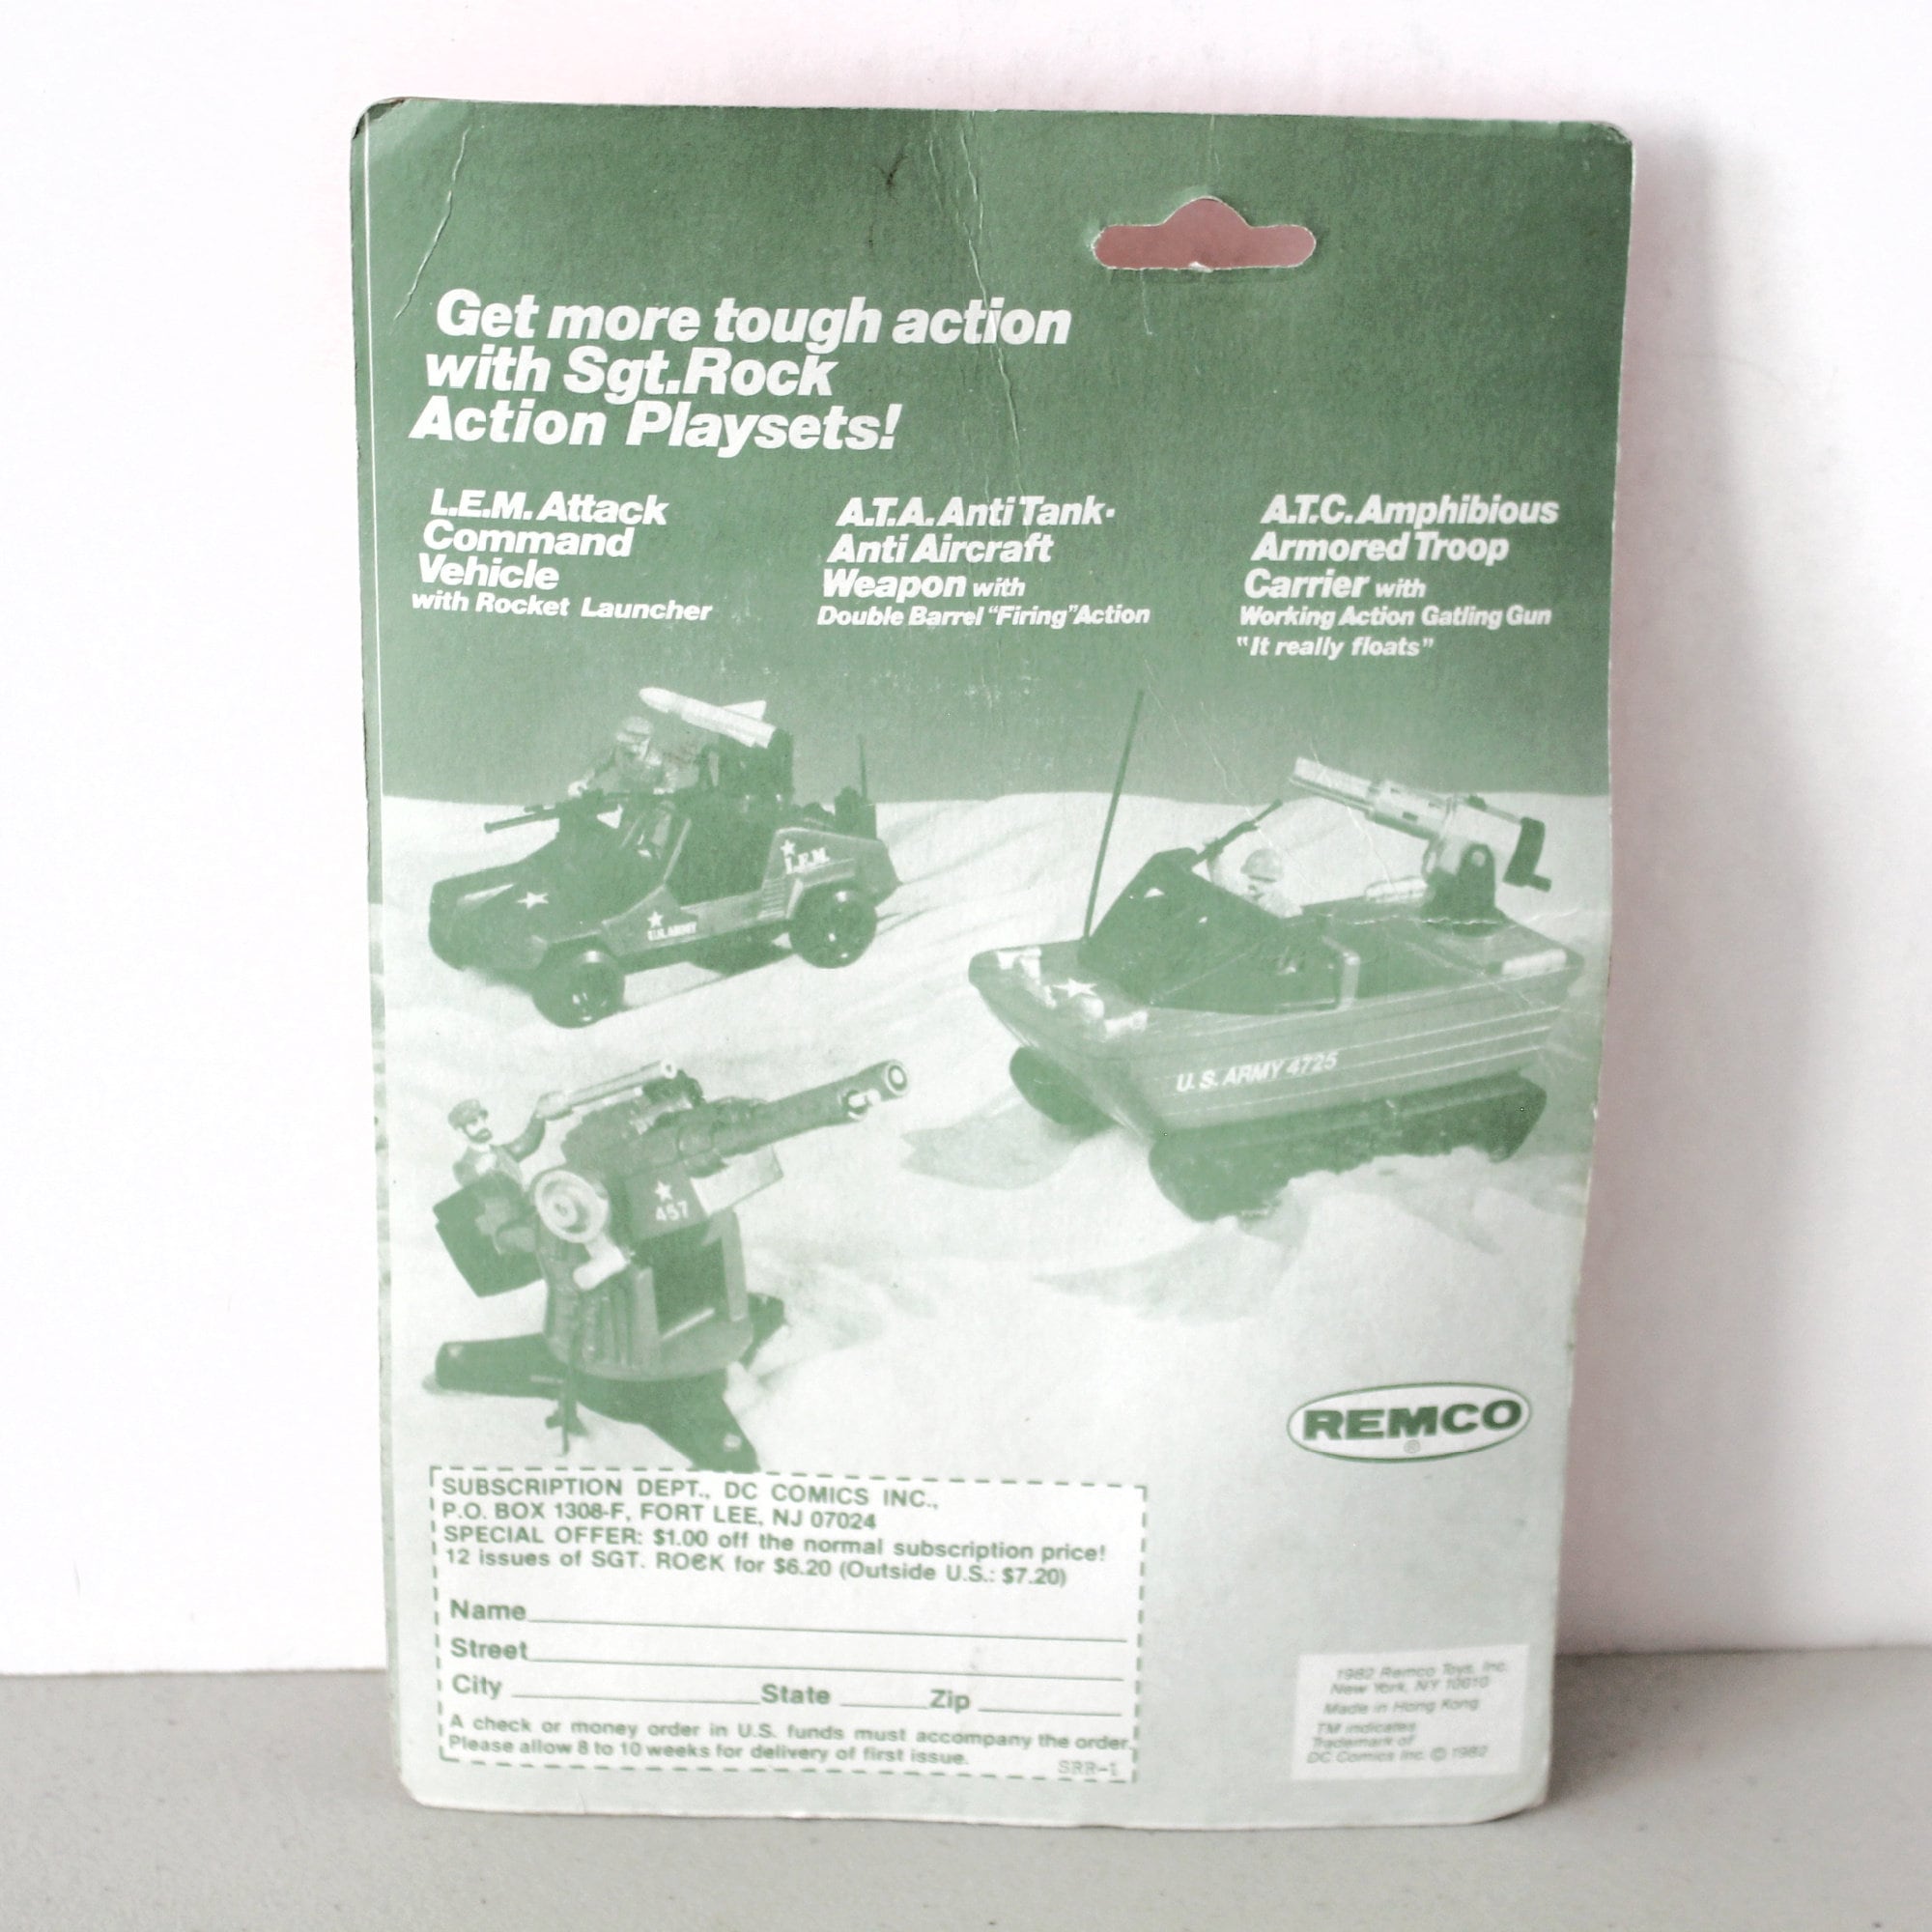 Get more tough action
with Sgt.Rock
Action Playsets!
L.E.M. Attack
Command
Vehicle
with Rocket Launcher
A.T.A. Anti Tank-
Anti Aircraft
Weapon with
Double Barrel "Firing" Action
A.T.C. Amphibious
Armored Troop
Carrier with
Working Action Gatling Gun
"It really floats"
L.E.M.
U.S. ARMY
U.S. ARMY 4725
457
REMCO
®
SUBSCRIPTION DEPT., DC COMICS INC.,
P.O. BOX 1308-F, FORT LEE, NJ 07024
SPECIAL OFFER: $1.00 off the normal subscription price!
12 issues of SGT. ROCK for $6.20 (Outside U.S.: $7.20)
Name
Street
City State Zip
A check or money order in U.S. funds must accompany the order.
Please allow 8 to 10 weeks for delivery of first issue.
SRR-1
1982 Remco Toys, Inc.
New York, NY 10010
Made in Hong Kong
TM indicates
Trademark of
DC Comics Inc. © 1982